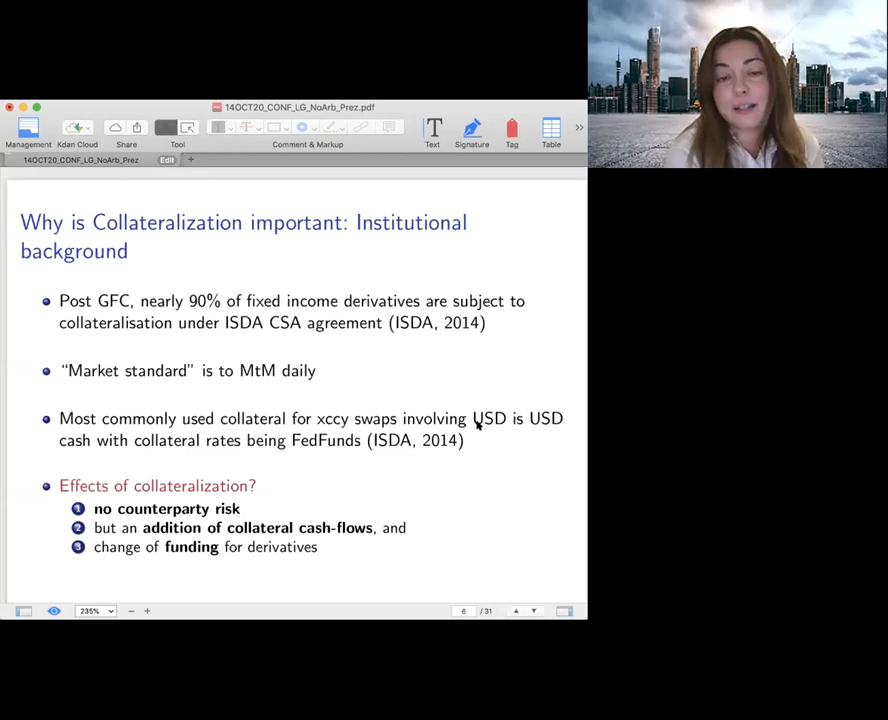 14OCT20_CONF_LG_NoArb_Prez.pdf
Management
Kdan Cloud
Share
Tool
Comment & Markup
Text
Signature
Tag
Table
14OCT20_CONF_LG_NoArb_Prez
Edit
Why is Collateralization important: Institutional
background
Post GFC, nearly 90% of fixed income derivatives are subject to
collateralisation under ISDA CSA agreement (ISDA, 2014)
“Market standard” is to MtM daily
Most commonly used collateral for xccy swaps involving USD is USD
cash with collateral rates being FedFunds (ISDA, 2014)
Effects of collateralization?
1 no counterparty risk
2 but an addition of collateral cash-flows, and
3 change of funding for derivatives
235%
6 / 31